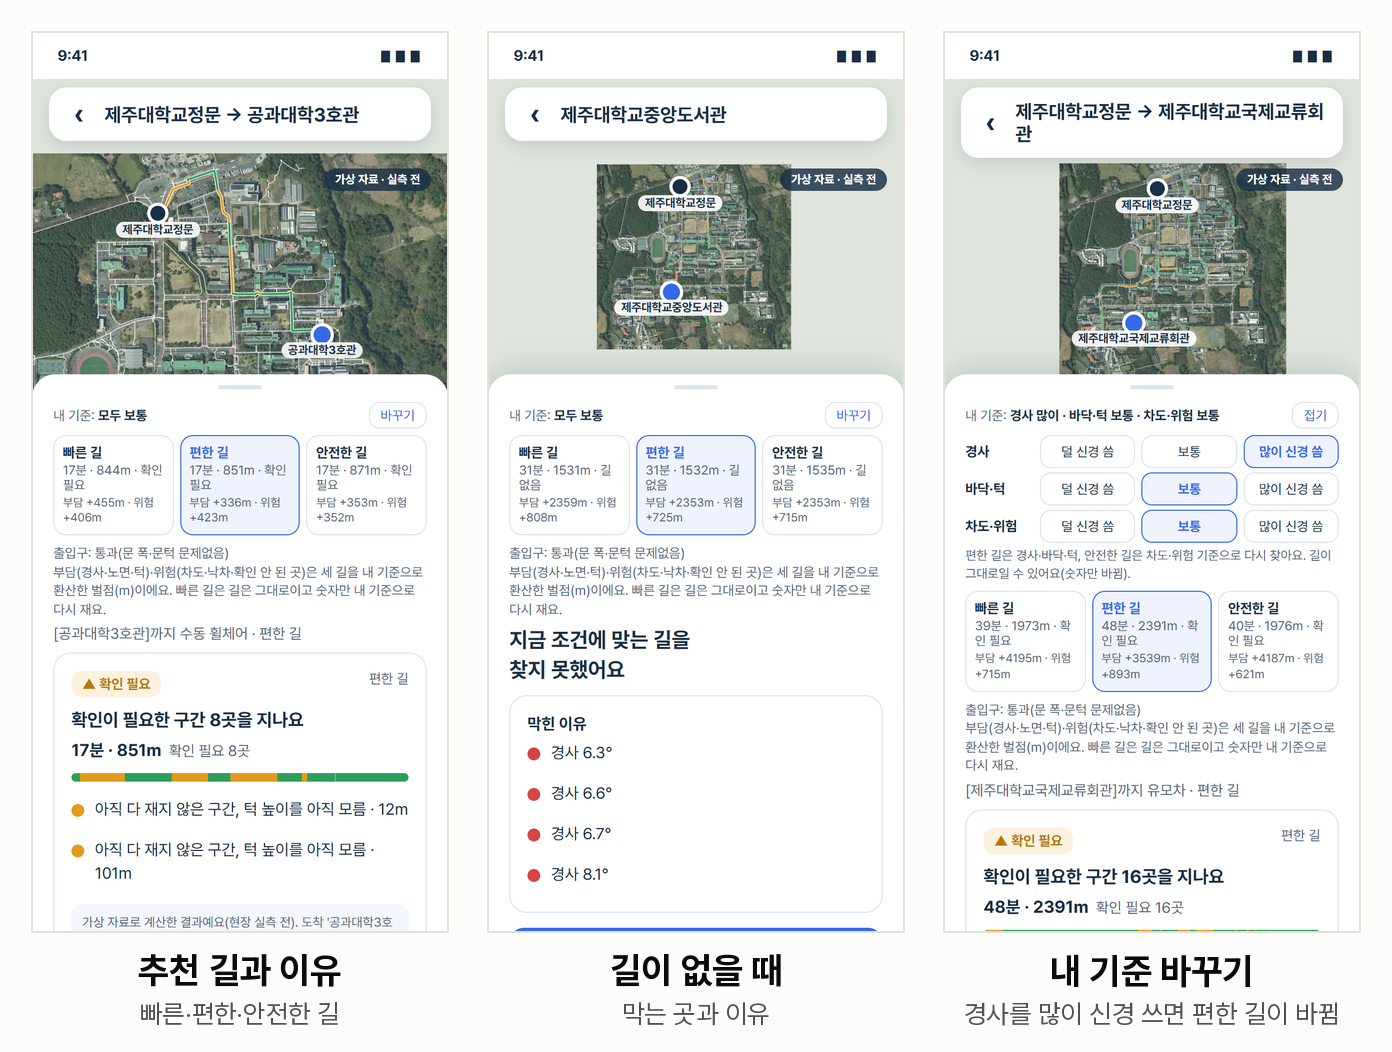 9:41
제주대학교정문 → 공과대학3호관
가상 자료 · 실측 전
제주대학교정문
공과대학3호관
내 기준: 모두 보통
바꾸기
빠른 길
17분 · 844m · 확인
필요
부담 +455m · 위험
+406m
편한 길
17분 · 851m · 확인
필요
부담 +336m · 위험
+423m
안전한 길
17분 · 871m · 확인
필요
부담 +353m · 위험
+352m
출입구: 통과(문 폭·문턱 문제없음)
부담(경사·노면·턱)·위험(차도·낙차·확인 안 된 곳)은 세 길을 내 기준으로
환산한 벌점(m)이에요. 빠른 길은 길은 그대로이고 숫자만 내 기준으로
다시 재요.
[공과대학3호관]까지 수동 휠체어 · 편한 길
▲ 확인 필요
편한 길
확인이 필요한 구간 8곳을 지나요
17분 · 851m 확인 필요 8곳
아직 다 재지 않은 구간, 턱 높이를 아직 모름 · 12m
아직 다 재지 않은 구간, 턱 높이를 아직 모름 ·
101m
가상 자료로 계산한 결과예요(현장 실측 전). 도착 '공과대학3호
추천 길과 이유
빠른·편한·안전한 길
9:41
제주대학교중앙도서관
가상 자료 · 실측 전
제주대학교정문
제주대학교중앙도서관
내 기준: 모두 보통
바꾸기
빠른 길
31분 · 1531m · 길
없음
부담 +2359m · 위험
+808m
편한 길
31분 · 1532m · 길
없음
부담 +2353m · 위험
+725m
안전한 길
31분 · 1535m · 길
없음
부담 +2353m · 위험
+715m
출입구: 통과(문 폭·문턱 문제없음)
부담(경사·노면·턱)·위험(차도·낙차·확인 안 된 곳)은 세 길을 내 기준으로
환산한 벌점(m)이에요. 빠른 길은 길은 그대로이고 숫자만 내 기준으로
다시 재요.
지금 조건에 맞는 길을
찾지 못했어요
막힌 이유
경사 6.3°
경사 6.6°
경사 6.7°
경사 8.1°
길이 없을 때
막는 곳과 이유
9:41
제주대학교정문 → 제주대학교국제교류회
관
가상 자료 · 실측 전
제주대학교정문
제주대학교국제교류회관
내 기준: 경사 많이 · 바닥·턱 보통 · 차도·위험 보통
접기
경사 덜 신경 씀 보통 많이 신경 씀
바닥·턱 덜 신경 씀 보통 많이 신경 씀
차도·위험 덜 신경 씀 보통 많이 신경 씀
편한 길은 경사·바닥·턱, 안전한 길은 차도·위험 기준으로 다시 찾아요. 길이
그대로일 수 있어요(숫자만 바뀜).
빠른 길
39분 · 1973m · 확
인 필요
부담 +4195m · 위험
+715m
편한 길
48분 · 2391m · 확
인 필요
부담 +3539m · 위험
+893m
안전한 길
40분 · 1976m · 확
인 필요
부담 +4187m · 위험
+621m
출입구: 통과(문 폭·문턱 문제없음)
부담(경사·노면·턱)·위험(차도·낙차·확인 안 된 곳)은 세 길을 내 기준으로
환산한 벌점(m)이에요. 빠른 길은 길은 그대로이고 숫자만 내 기준으로
다시 재요.
[제주대학교국제교류회관]까지 유모차 · 편한 길
▲ 확인 필요
편한 길
확인이 필요한 구간 16곳을 지나요
48분 · 2391m 확인 필요 16곳
내 기준 바꾸기
경사를 많이 신경 쓰면 편한 길이 바뀜